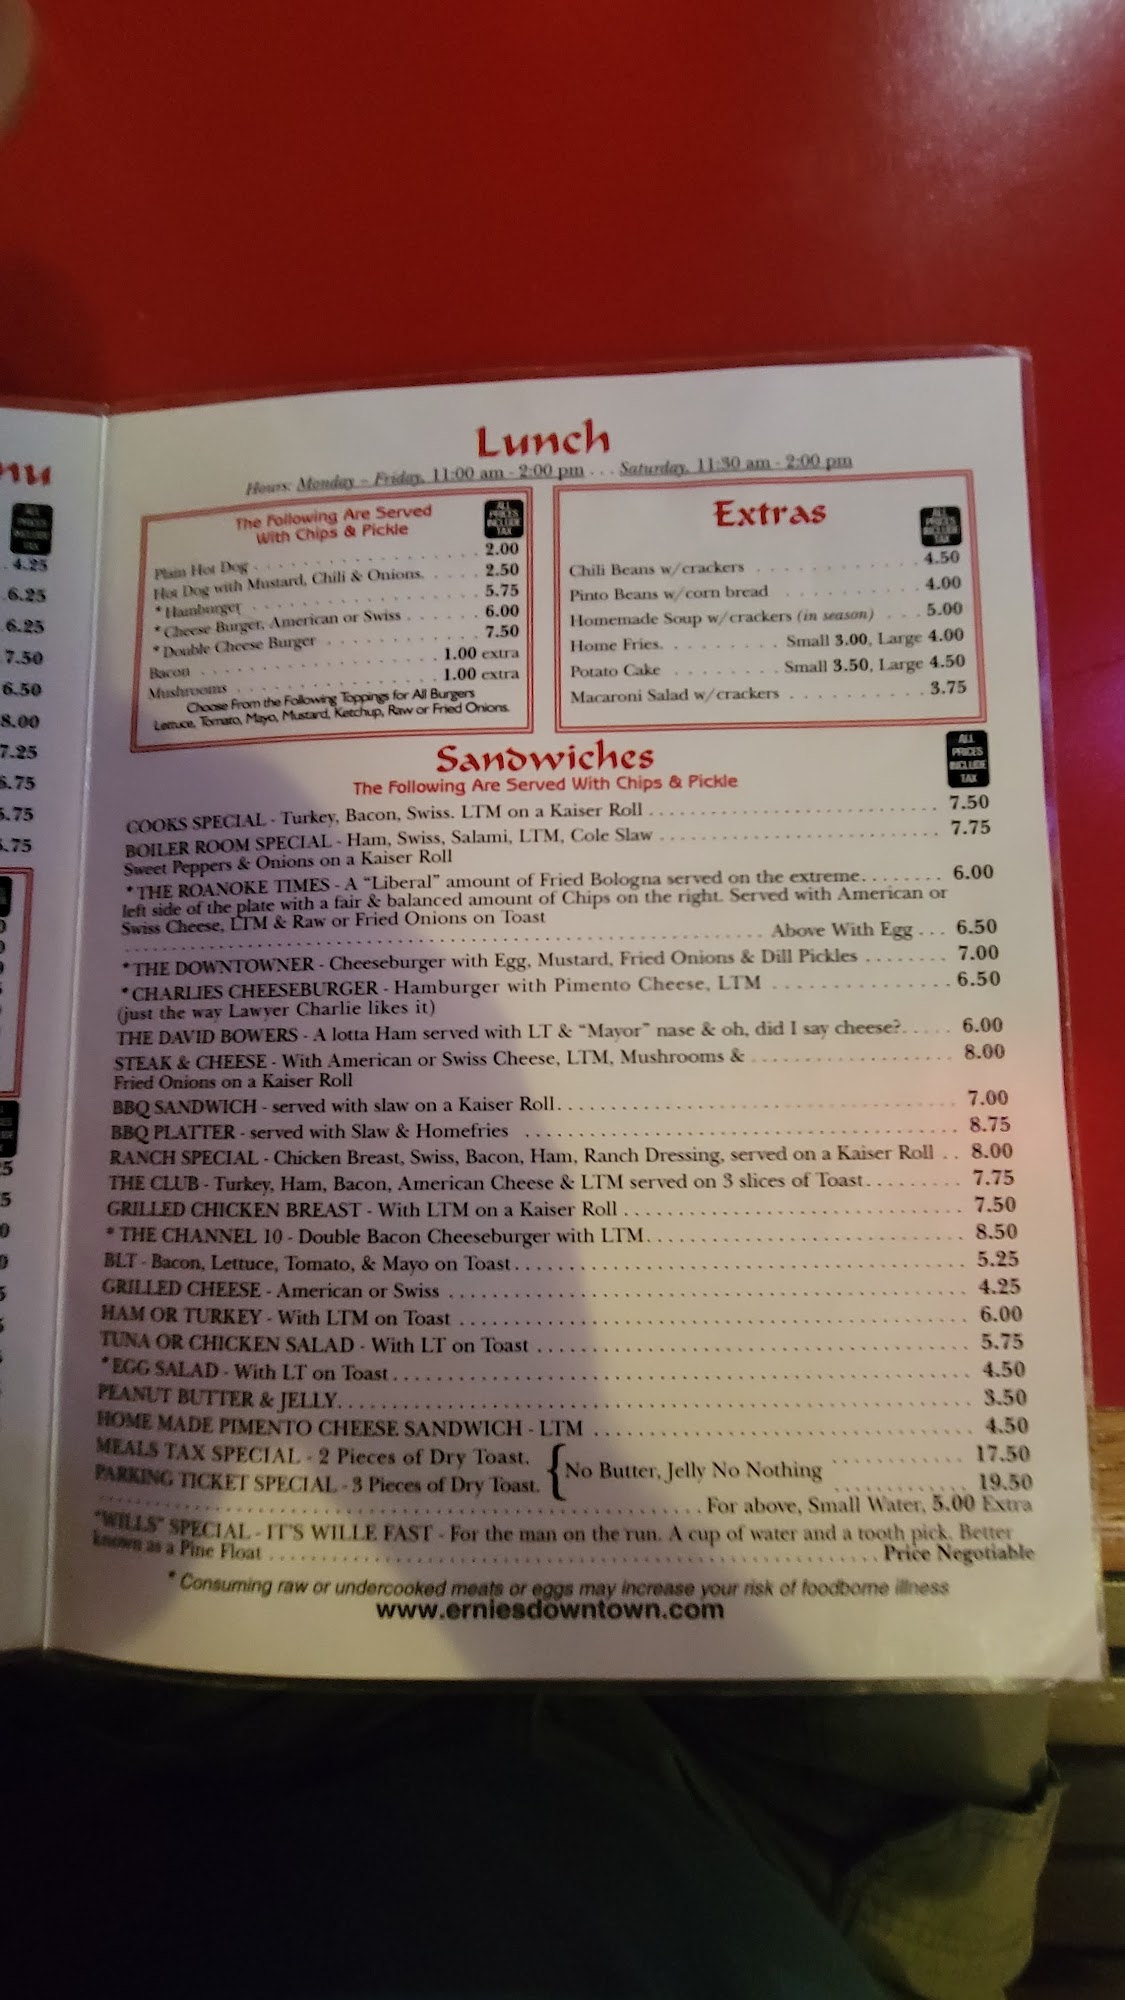 nu
ALL PRICES INCLUDE TAX
4.25
6.25
6.25
7.50
6.50
8.00
7.25
6.75
Lunch
Hours: Monday – Friday, 11:00 am - 2:00 pm . . . Saturday, 11:30 am - 2:00 pm
The Following Are Served
With Chips & Pickle
ALL PRICES INCLUDE TAX
Plain Hot Dog . . . 2.00
Hot Dog with Mustard, Chili & Onions. . . . 2.50
* Hamburger . . . 5.75
* Cheese Burger, American or Swiss . . . 6.00
* Double Cheese Burger . . . 7.50
Bacon . . . 1.00 extra
Mushrooms . . . 1.00 extra
Choose From the Following Toppings for All Burgers
Lettuce, Tomato, Mayo, Mustard, Ketchup, Raw or Fried Onions.
Extras
ALL PRICES INCLUDE TAX
Chili Beans w/crackers . . . 4.50
Pinto Beans w/corn bread . . . 4.00
Homemade Soup w/crackers (in season) . . . 5.00
Home Fries. . . . Small 3.00, Large 4.00
Potato Cake . . . Small 3.50, Large 4.50
Macaroni Salad w/crackers . . . 3.75
Sandwiches
The Following Are Served With Chips & Pickle
ALL PRICES INCLUDE TAX
COOKS SPECIAL - Turkey, Bacon, Swiss. LTM on a Kaiser Roll . . . 7.50
BOILER ROOM SPECIAL - Ham, Swiss, Salami, LTM, Cole Slaw . . . 7.75
Sweet Peppers & Onions on a Kaiser Roll
* THE ROANOKE TIMES - A "Liberal" amount of Fried Bologna served on the extreme. . . . 6.00
left side of the plate with a fair & balanced amount of Chips on the right. Served with American or
Swiss Cheese, LTM & Raw or Fried Onions on Toast
. . . Above With Egg . . . 6.50
* THE DOWNTOWNER - Cheeseburger with Egg, Mustard, Fried Onions & Dill Pickles . . . 7.00
* CHARLIES CHEESEBURGER - Hamburger with Pimento Cheese, LTM . . . 6.50
(just the way Lawyer Charlie likes it)
THE DAVID BOWERS - A lotta Ham served with LT & "Mayor" nase & oh, did I say cheese?. . . . 6.00
STEAK & CHEESE - With American or Swiss Cheese, LTM, Mushrooms & . . . 8.00
Fried Onions on a Kaiser Roll
BBQ SANDWICH - served with slaw on a Kaiser Roll. . . . 7.00
BBQ PLATTER - served with Slaw & Homefries . . . 8.75
RANCH SPECIAL - Chicken Breast, Swiss, Bacon, Ham, Ranch Dressing, served on a Kaiser Roll . . 8.00
THE CLUB - Turkey, Ham, Bacon, American Cheese & LTM served on 3 slices of Toast. . . . 7.75
GRILLED CHICKEN BREAST - With LTM on a Kaiser Roll . . . 7.50
* THE CHANNEL 10 - Double Bacon Cheeseburger with LTM. . . . 8.50
BLT - Bacon, Lettuce, Tomato, & Mayo on Toast. . . . 5.25
GRILLED CHEESE - American or Swiss . . . 4.25
HAM OR TURKEY - With LTM on Toast . . . 6.00
TUNA OR CHICKEN SALAD - With LT on Toast . . . 5.75
* EGG SALAD - With LT on Toast . . . 4.50
PEANUT BUTTER & JELLY. . . . 3.50
HOME MADE PIMENTO CHEESE SANDWICH - LTM . . . 4.50
MEALS TAX SPECIAL - 2 Pieces of Dry Toast. . . . 17.50
No Butter, Jelly No Nothing
PARKING TICKET SPECIAL - 3 Pieces of Dry Toast. . . . 19.50
. . . For above, Small Water, 5.00 Extra
"WILLS" SPECIAL - IT'S WILLE FAST - For the man on the run. A cup of water and a tooth pick. Better
known as a Pine Float . . . Price Negotiable
* Consuming raw or undercooked meats or eggs may increase your risk of foodborne illness
www.erniesdowntown.com